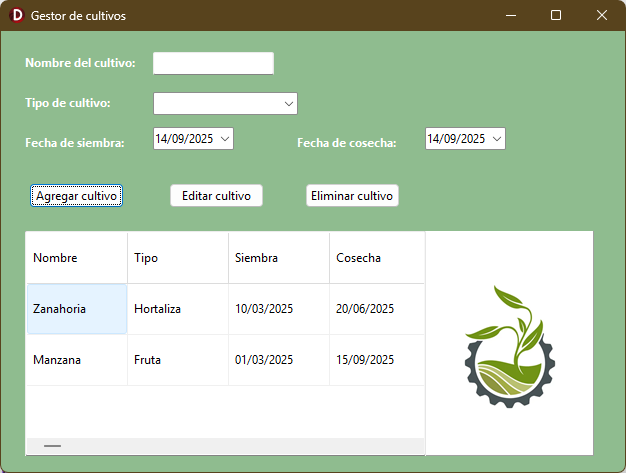 D Gestor de cultivos
Nombre del cultivo:
Tipo de cultivo:
Fecha de siembra: 14/09/2025 Fecha de cosecha: 14/09/2025
Agregar cultivo Editar cultivo Eliminar cultivo
Nombre Tipo Siembra Cosecha
Zanahoria Hortaliza 10/03/2025 20/06/2025
Manzana Fruta 01/03/2025 15/09/2025